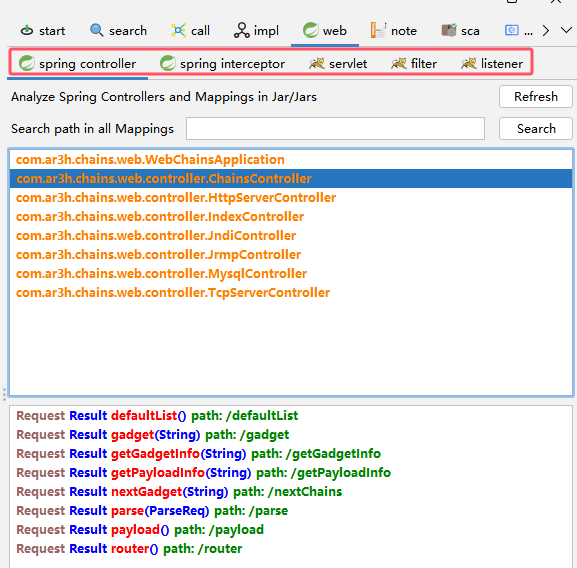 start search call impl web note sca ...
spring controller spring interceptor servlet filter listener
Analyze Spring Controllers and Mappings in Jar/Jars Refresh
Search path in all Mappings Search
com.ar3h.chains.web.WebChainsApplication
com.ar3h.chains.web.controller.ChainsController
com.ar3h.chains.web.controller.HttpServerController
com.ar3h.chains.web.controller.IndexController
com.ar3h.chains.web.controller.JndiController
com.ar3h.chains.web.controller.JrmpController
com.ar3h.chains.web.controller.MysqlController
com.ar3h.chains.web.controller.TcpServerController
Request Result defaultList() path: /defaultList
Request Result gadget(String) path: /gadget
Request Result getGadgetInfo(String) path: /getGadgetInfo
Request Result getPayloadInfo(String) path: /getPayloadInfo
Request Result nextGadget(String) path: /nextChains
Request Result parse(ParseReq) path: /parse
Request Result payload() path: /payload
Request Result router() path: /router